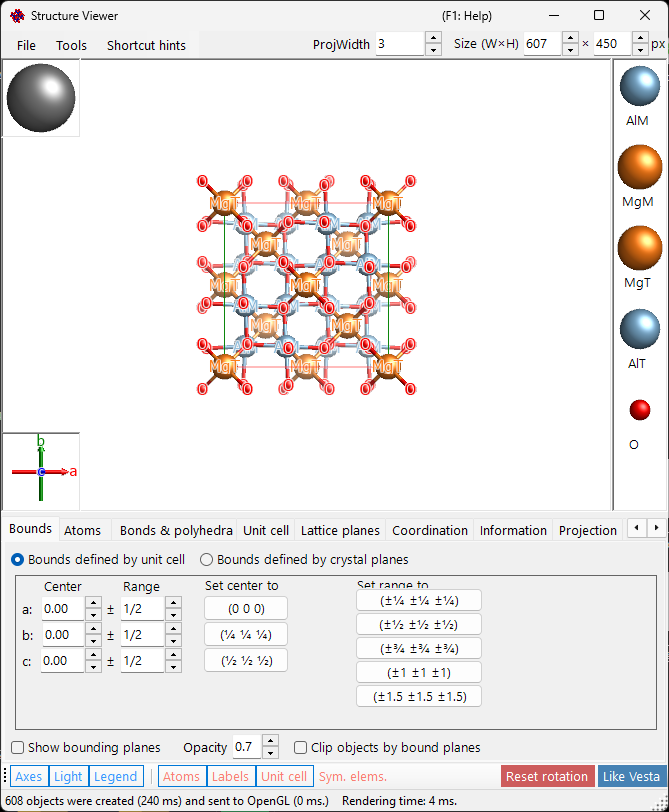 Structure Viewer (F1: Help)
File Tools Shortcut hints ProjWidth 3 Size (W×H) 607 × 450 px
AlM
MgM
MgT
AlT
O
b
c a
Bounds Atoms Bonds & polyhedra Unit cell Lattice planes Coordination Information Projection
Bounds defined by unit cell Bounds defined by crystal planes
Center Range Set center to Set range to
a: 0.00 ± 1/2 (0 0 0) (±¼ ±¼ ±¼)
b: 0.00 ± 1/2 (¼ ¼ ¼) (±½ ±½ ±½)
c: 0.00 ± 1/2 (½ ½ ½) (±¾ ±¾ ±¾)
(±1 ±1 ±1)
(±1.5 ±1.5 ±1.5)
Show bounding planes Opacity 0.7 Clip objects by bound planes
Axes Light Legend Atoms Labels Unit cell Sym. elems. Reset rotation Like Vesta
608 objects were created (240 ms) and sent to OpenGL (0 ms.) Rendering time: 4 ms.